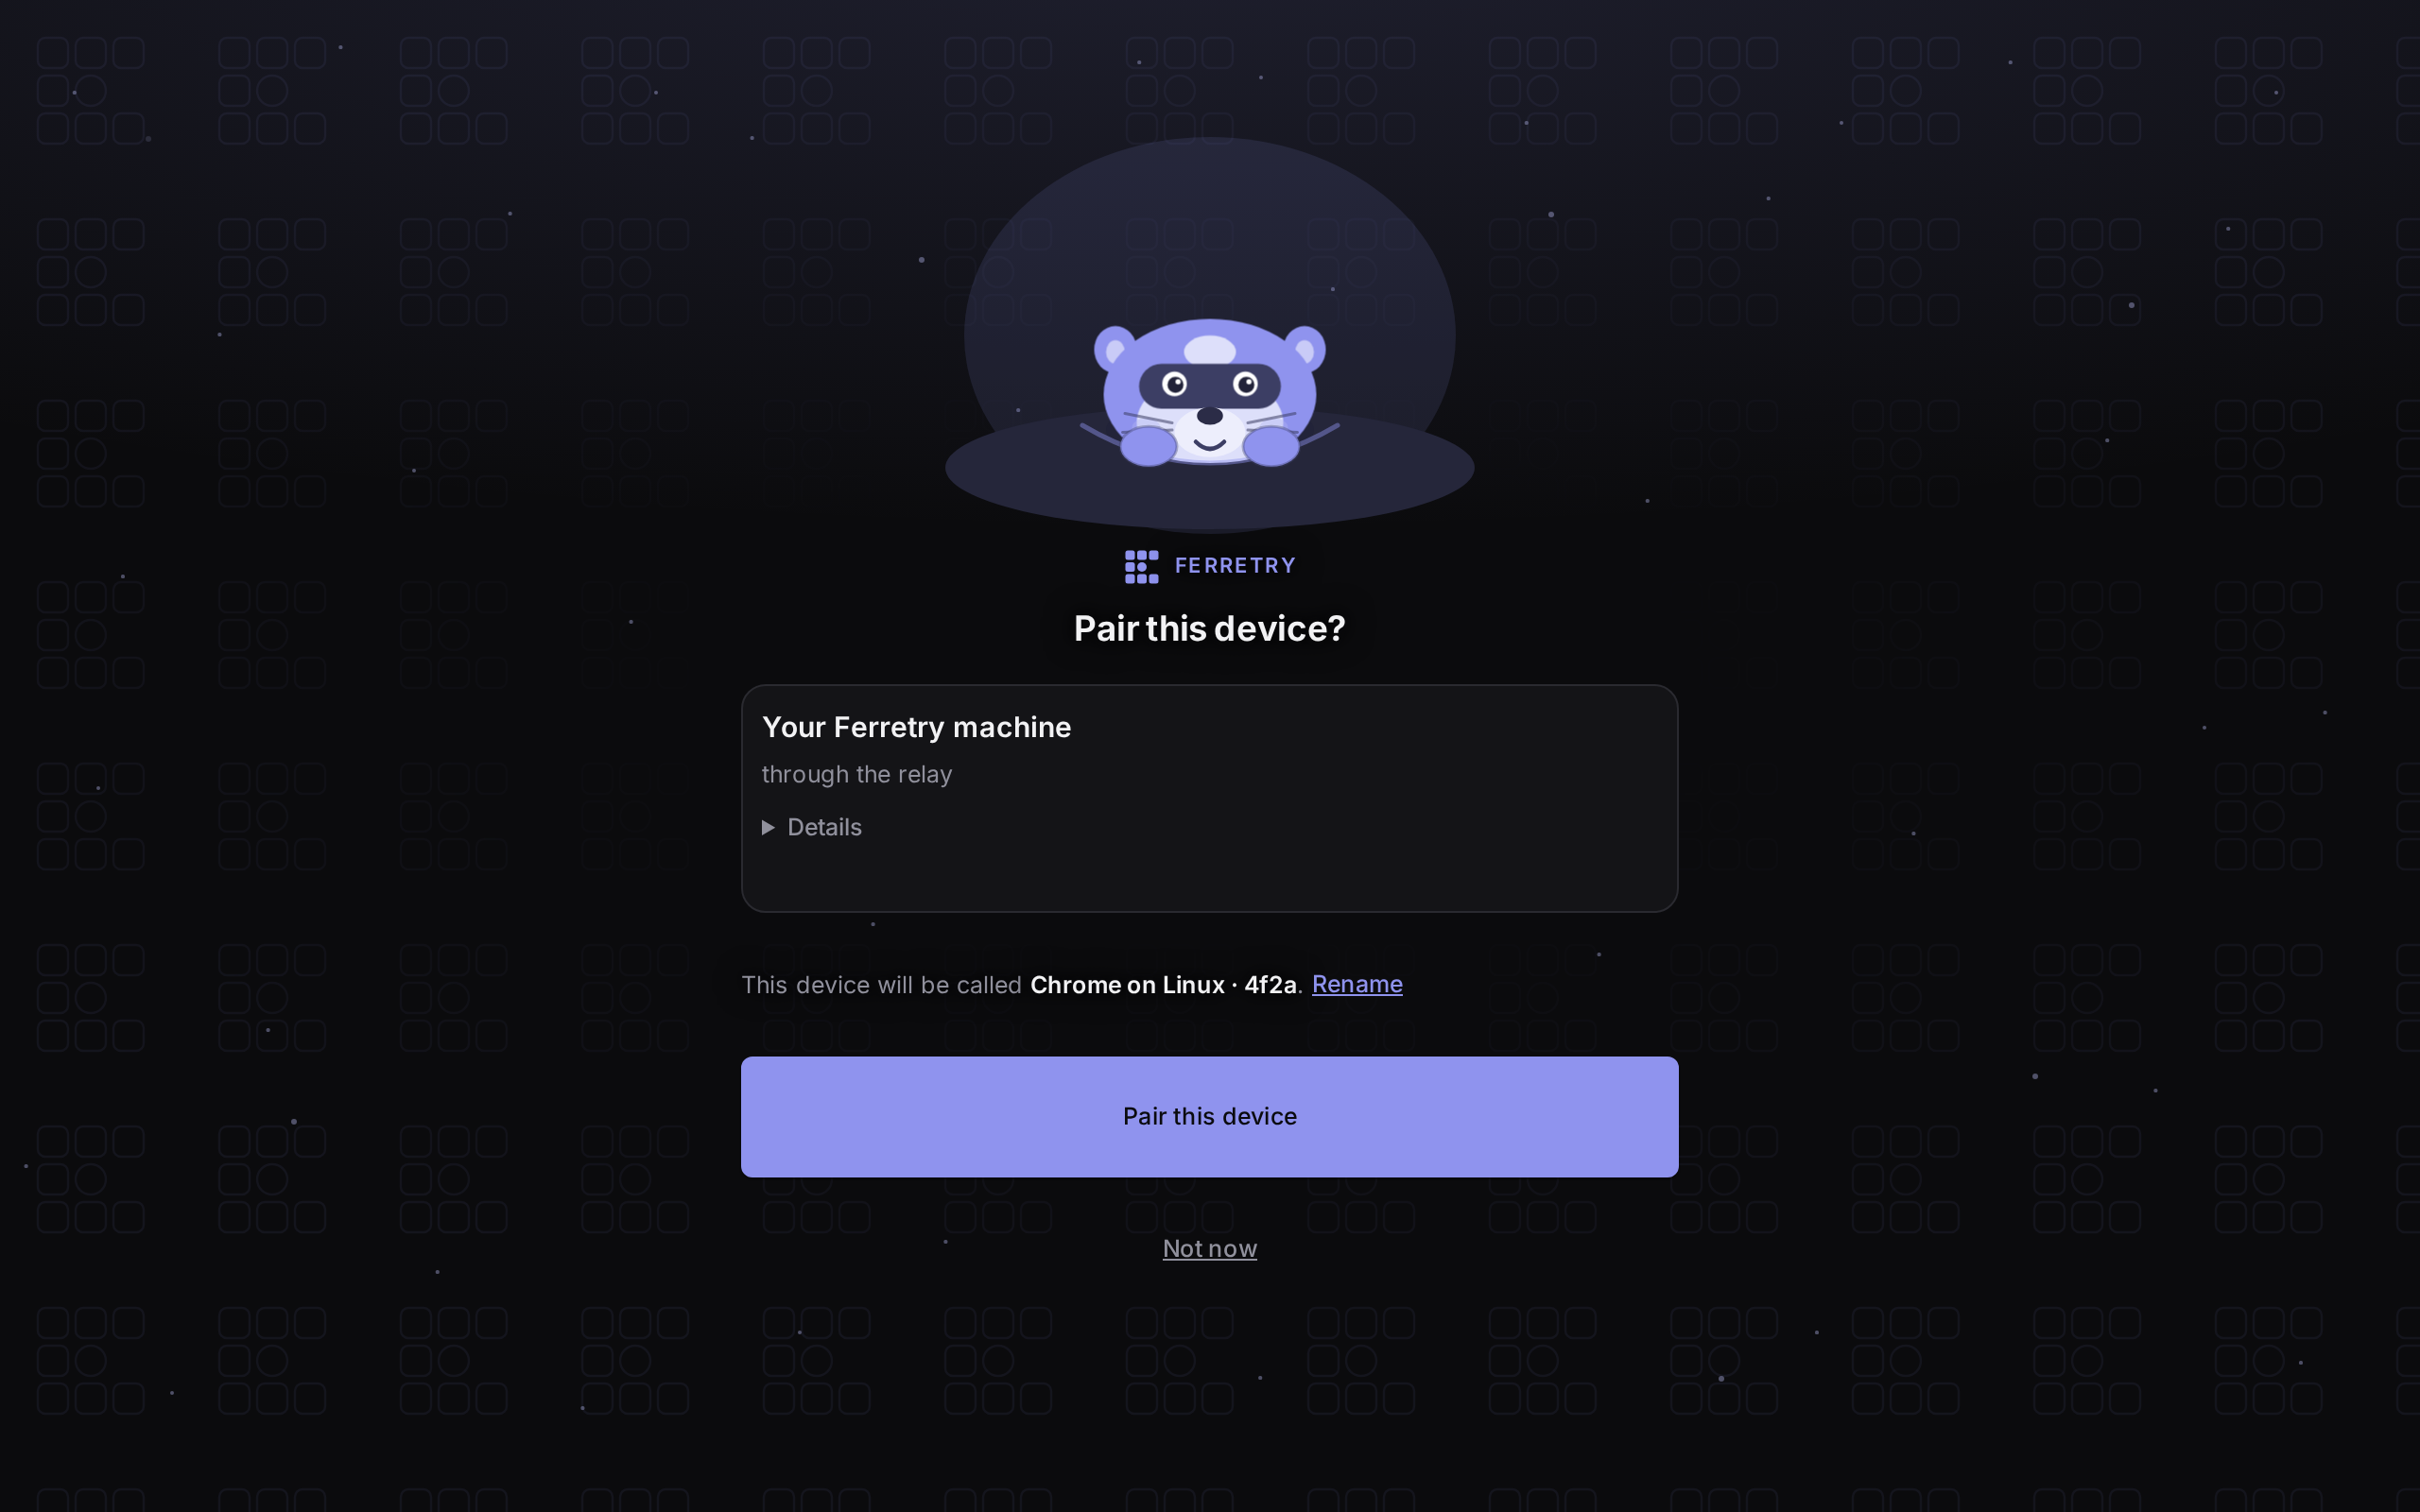 FERRETRY
Pair this device?
Your Ferretry machine
through the relay
Details
This device will be called Chrome on Linux · 4f2a. Rename
Pair this device
Not now